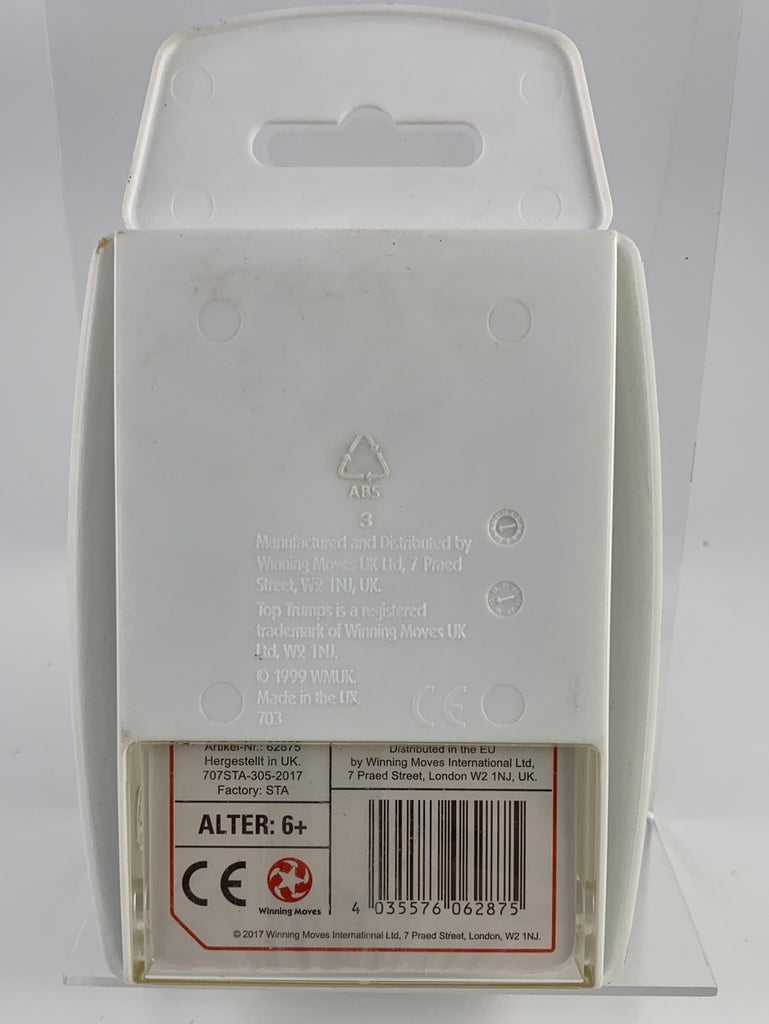 ABS
3
Manufactured and Distributed by
Winning Moves UK Ltd, 7 Praed
Street, W2 1NJ, UK.
Top Trumps is a registered
trademark of Winning Moves UK
Ltd, W2 1NJ.
© 1999 WMUK.
Made in the UK.
703
CE
Artikel-Nr.: 62875
Hergestellt in UK.
707STA-305-2017
Factory: STA
Distributed in the EU
by Winning Moves International Ltd,
7 Praed Street, London W2 1NJ, UK.
ALTER: 6+
CE
Winning Moves
4 035576 062875
© 2017 Winning Moves International Ltd, 7 Praed Street, London, W2 1NJ.